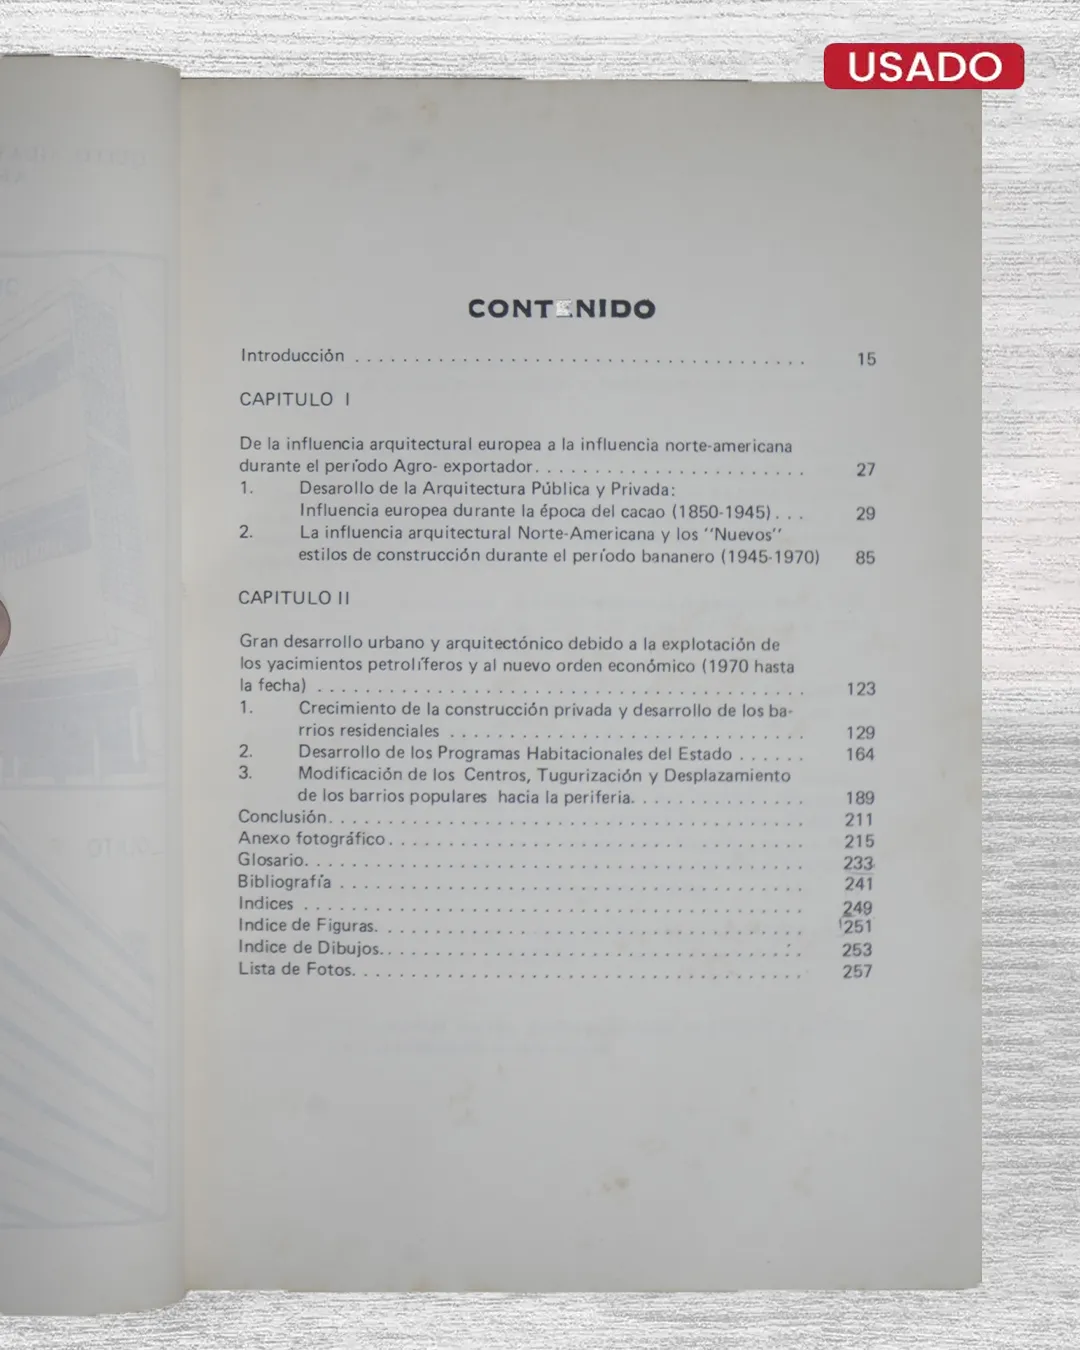 USADO
CONTENIDO
Introducción . . . . . . . . . . . . . . . . . . . . . . . . . . . . . . . . . . . . . . 15
CAPITULO I
De la influencia arquitectural europea a la influencia norte-americana
durante el período Agro- exportador. . . . . . . . . . . . . . . . . . . . . . . 27
1. Desarollo de la Arquitectura Pública y Privada:
Influencia europea durante la época del cacao (1850-1945) . . . 29
2. La influencia arquitectural Norte-Americana y los "Nuevos"
estilos de construcción durante el período bananero (1945-1970) 85
CAPITULO II
Gran desarrollo urbano y arquitectónico debido a la explotación de
los yacimientos petrolíferos y al nuevo orden económico (1970 hasta
la fecha) . . . . . . . . . . . . . . . . . . . . . . . . . . . . . . . . . . . . . . . . . 123
1. Crecimiento de la construcción privada y desarrollo de los ba-
rrios residenciales . . . . . . . . . . . . . . . . . . . . . . . . . . . . . . 129
2. Desarrollo de los Programas Habitacionales del Estado . . . . . . 164
3. Modificación de los Centros, Tugurización y Desplazamiento
de los barrios populares hacia la periferia. . . . . . . . . . . . . . . 189
Conclusión. . . . . . . . . . . . . . . . . . . . . . . . . . . . . . . . . . . . . . . . 211
Anexo fotográfico . . . . . . . . . . . . . . . . . . . . . . . . . . . . . . . . . . 215
Glosario. . . . . . . . . . . . . . . . . . . . . . . . . . . . . . . . . . . . . . . . . . 233
Bibliografía . . . . . . . . . . . . . . . . . . . . . . . . . . . . . . . . . . . . . . . 241
Indices . . . . . . . . . . . . . . . . . . . . . . . . . . . . . . . . . . . . . . . . . . 249
Indice de Figuras. . . . . . . . . . . . . . . . . . . . . . . . . . . . . . . . . . . . 251
Indice de Dibujos. . . . . . . . . . . . . . . . . . . . . . . . . . . . . . . . . . . . 253
Lista de Fotos. . . . . . . . . . . . . . . . . . . . . . . . . . . . . . . . . . . . . . 257